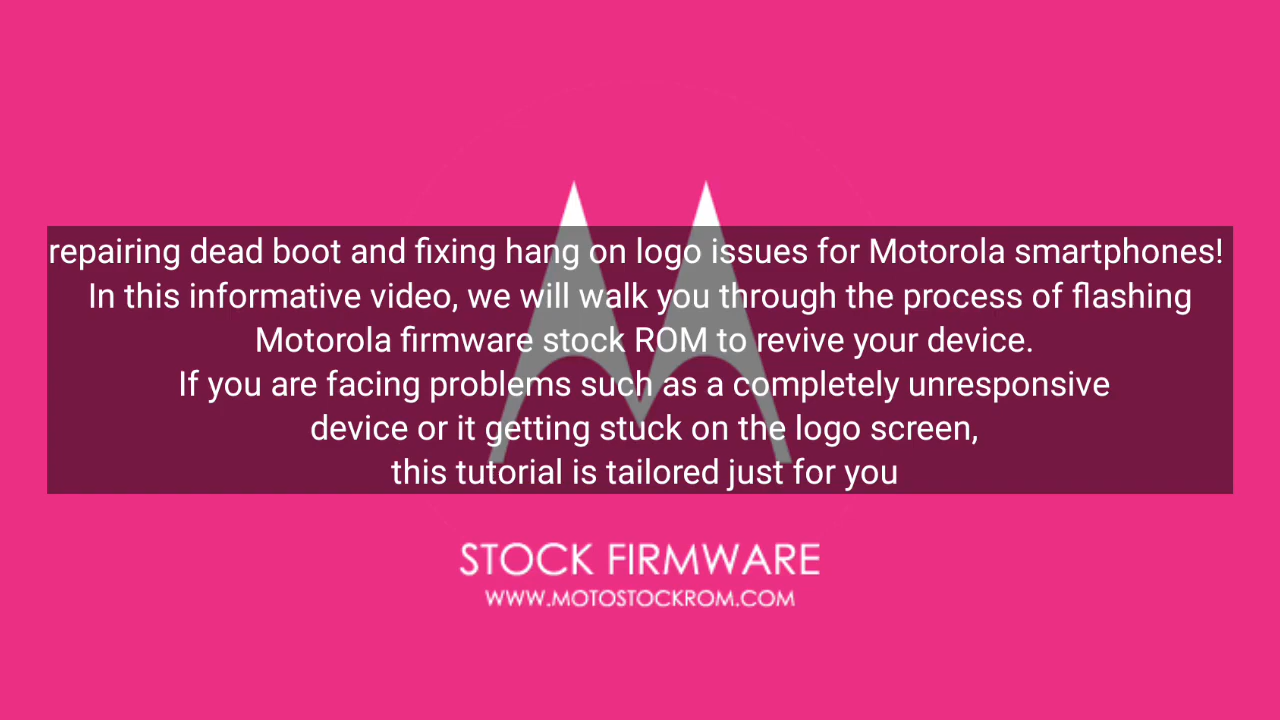 repairing dead boot and fixing hang on logo issues for Motorola smartphones!
In this informative video, we will walk you through the process of flashing
Motorola firmware stock ROM to revive your device.
If you are facing problems such as a completely unresponsive
device or it getting stuck on the logo screen,
this tutorial is tailored just for you
STOCK FIRMWARE
WWW.MOTOSTOCKROM.COM